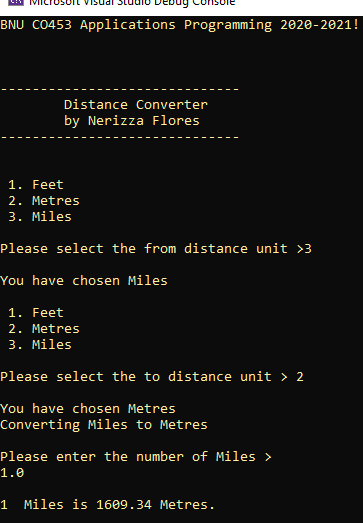 Microsoft Visual Studio Debug Console
BNU CO453 Applications Programming 2020-2021!
------------------------------
Distance Converter
by Nerizza Flores
------------------------------
1. Feet
2. Metres
3. Miles
Please select the from distance unit >3
You have chosen Miles
1. Feet
2. Metres
3. Miles
Please select the to distance unit > 2
You have chosen Metres
Converting Miles to Metres
Please enter the number of Miles >
1.0
1  Miles is 1609.34 Metres.